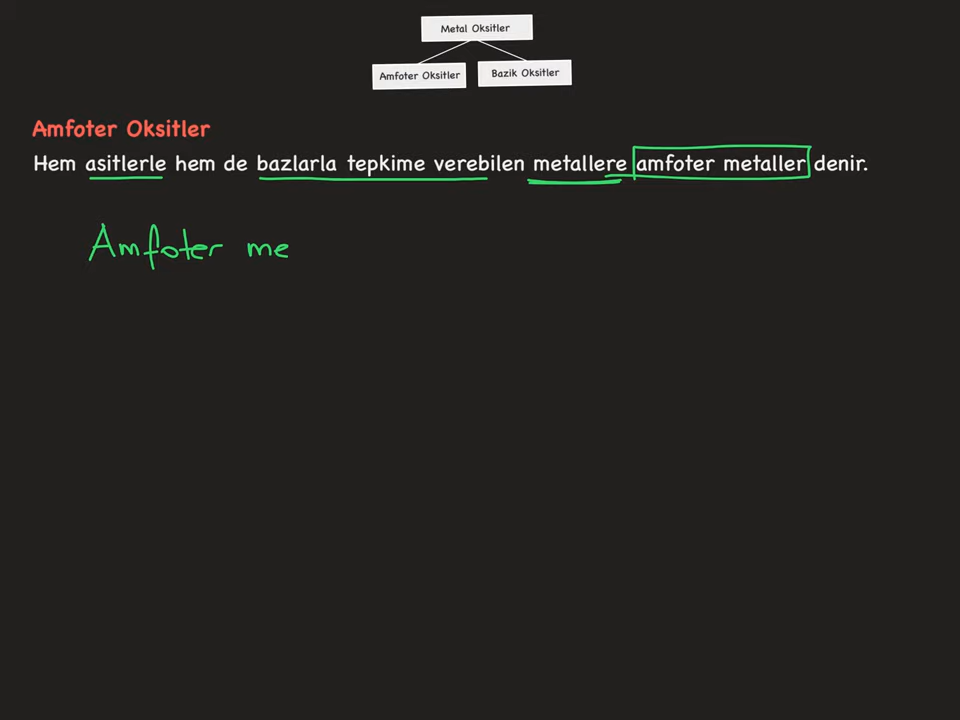 Metal Oksitler
Amfoter Oksitler
Bazik Oksitler
Amfoter Oksitler
Hem asitlerle hem de bazlarla tepkime verebilen metallere amfoter metaller denir.
Amfoter me